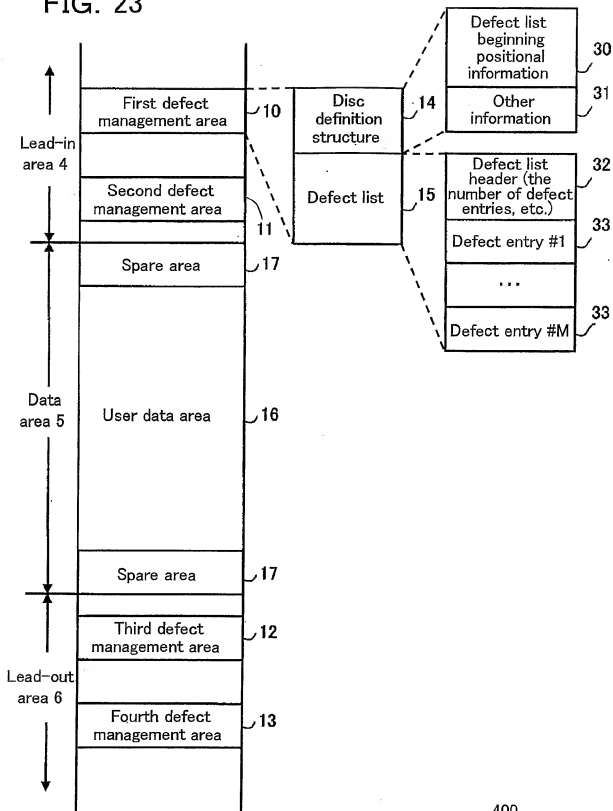 FIG. 23
Lead-in
area 4
First defect
management area
10
Second defect
management area
11
Disc
definition
structure
14
Defect list
15
Defect list
beginning
positional
information
30
Other
information
31
Defect list
header (the
number of defect
entries, etc.)
32
Defect entry #1
33
...
Defect entry #M
33
Data
area 5
Spare area
17
User data area
16
Spare area
17
Lead-out
area 6
Third defect
management area
12
Fourth defect
management area
13